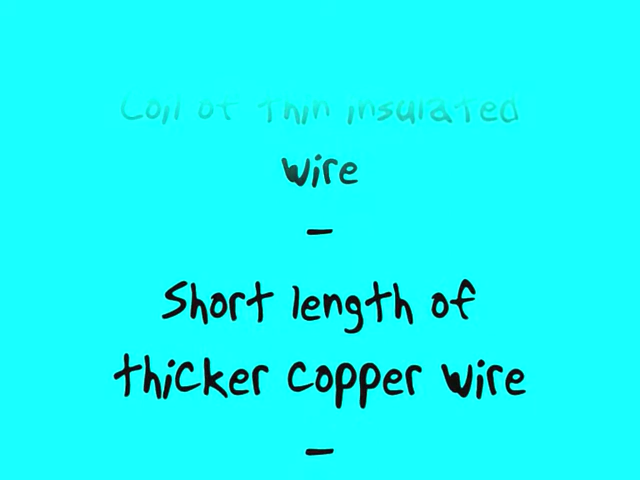 Coil of thin insulated
wire
-
Short length of
thicker copper wire
-